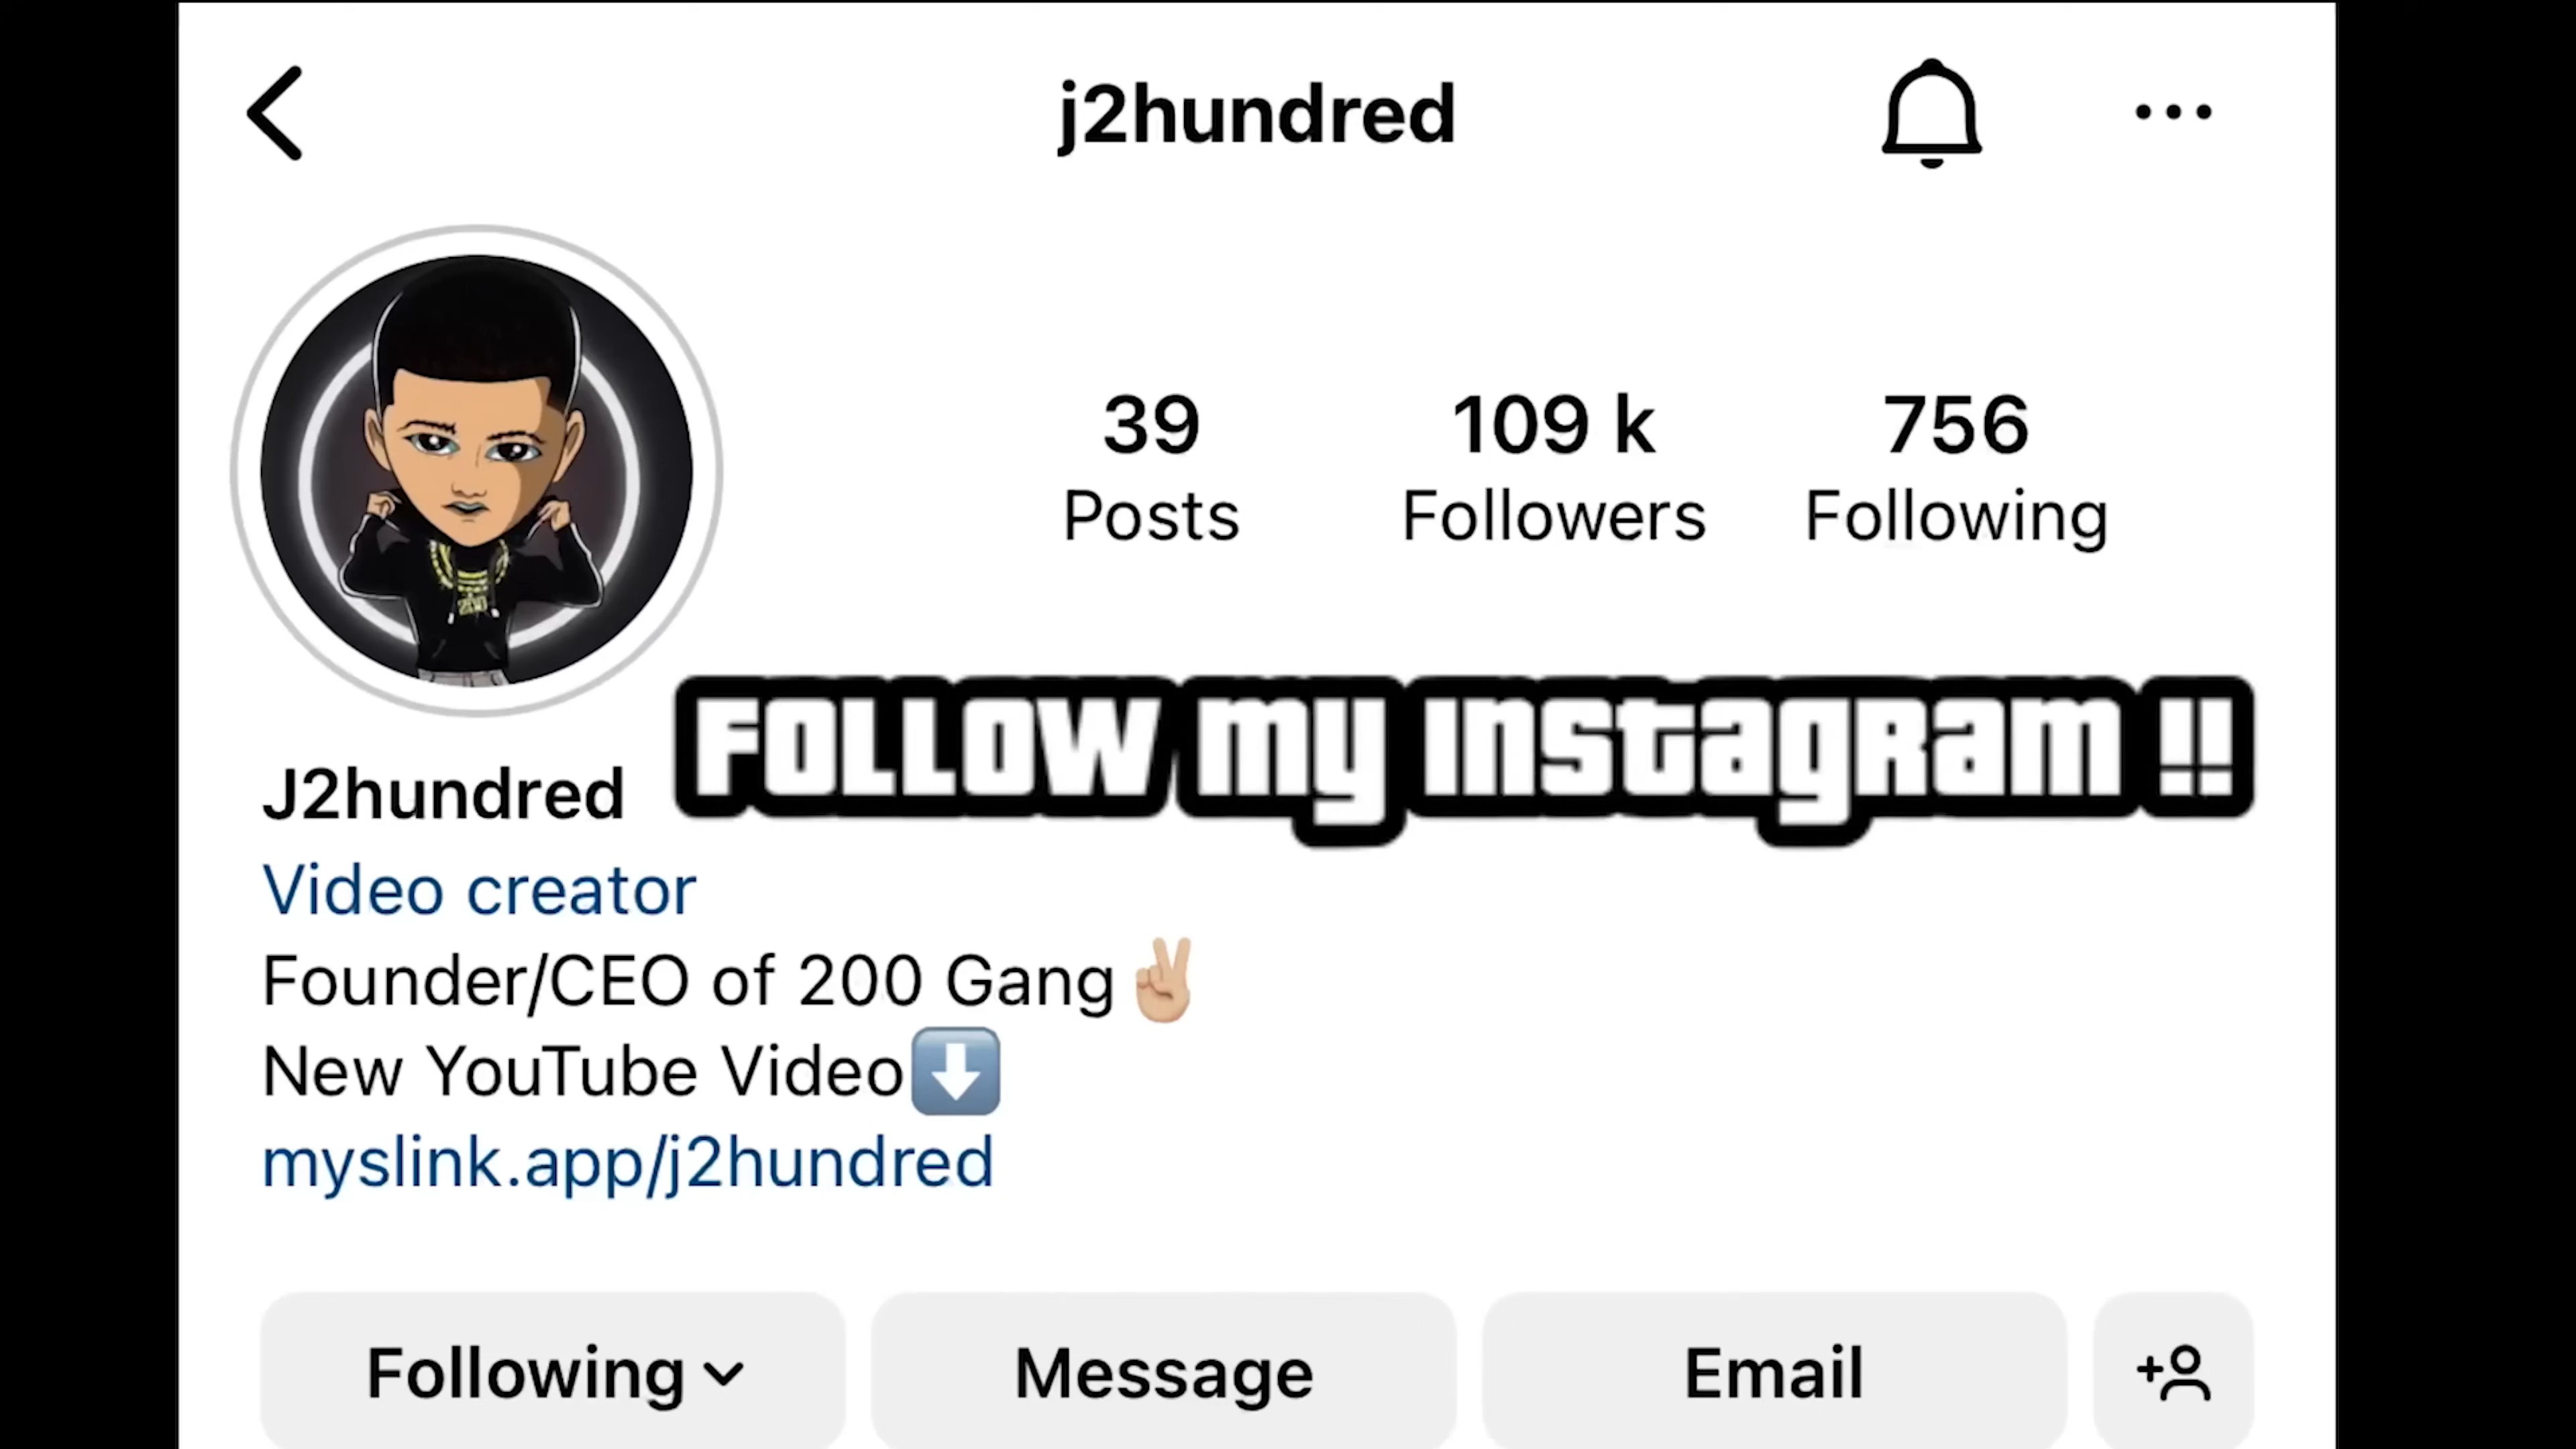 j2hundred
39 109 k 756
Posts Followers Following
200
FOLLOW my INSTAGRAM !!
J2hundred
Video creator
Founder/CEO of 200 Gang✌🏼
New YouTube Video⬇️
myslink.app/j2hundred
Following Message Email